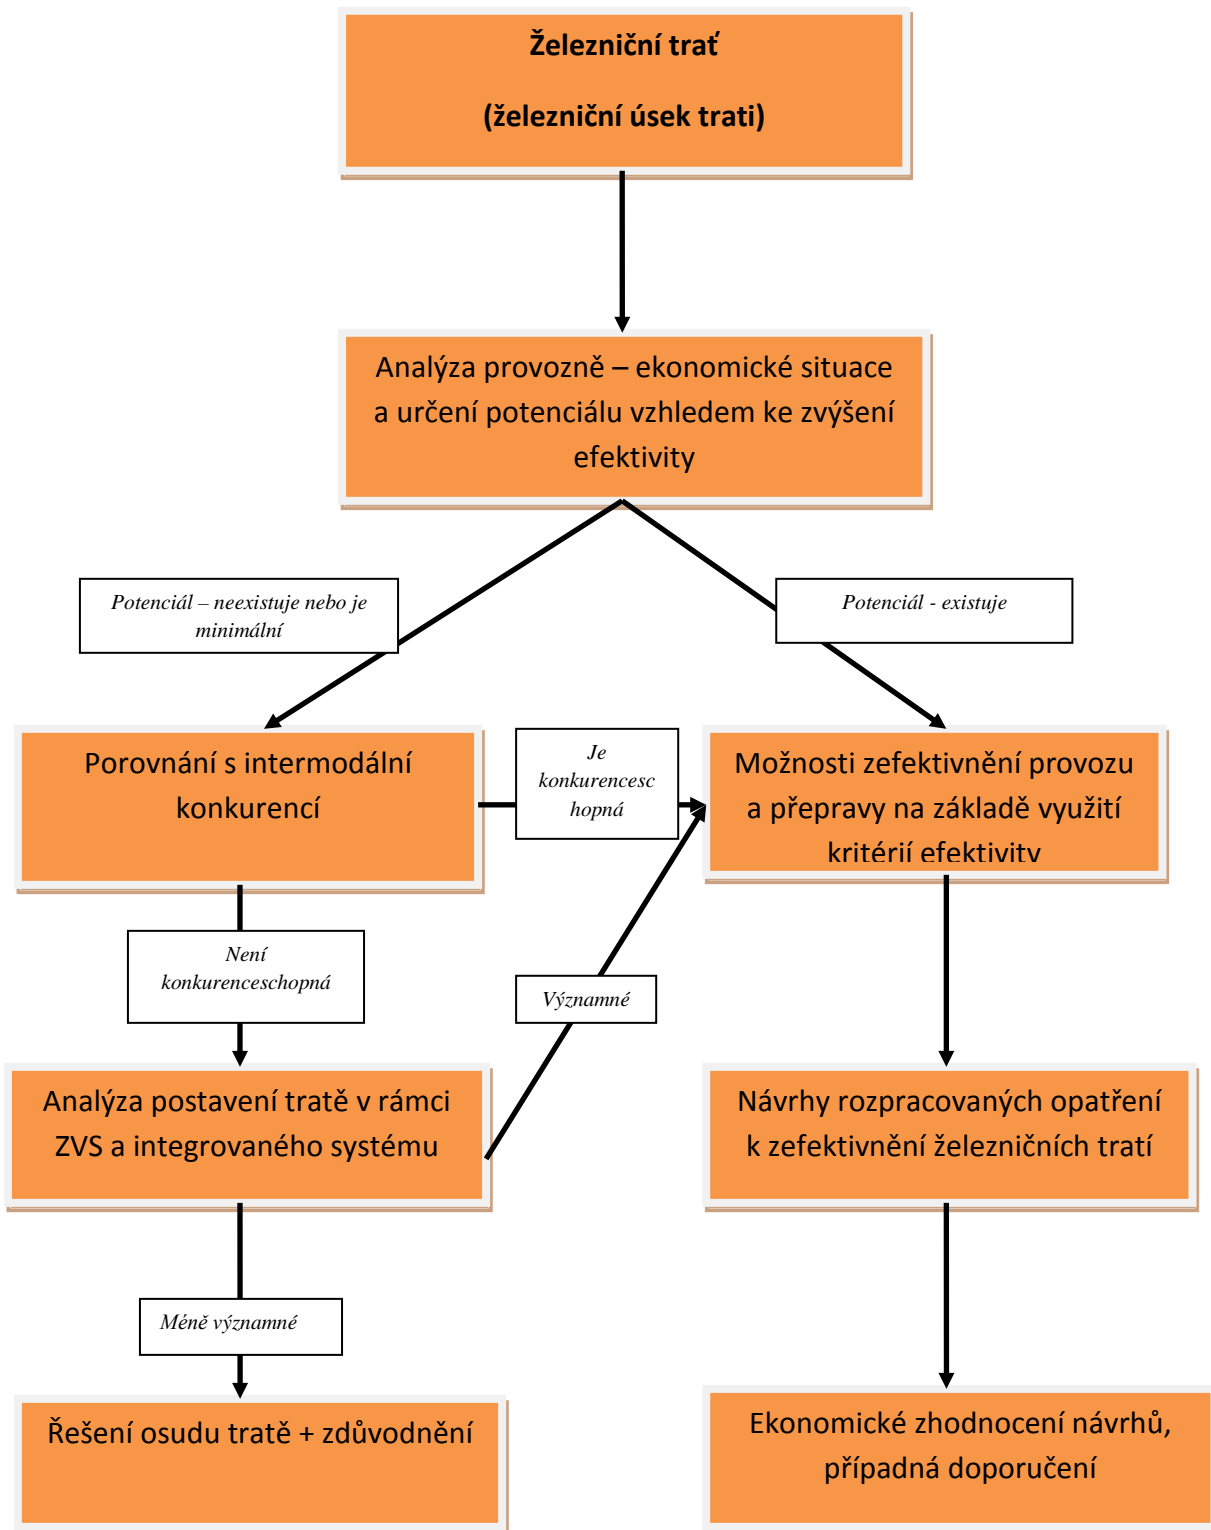 Železniční trať
(železniční úsek trati)
Analýza provozně – ekonomické situace
a určení potenciálu vzhledem ke zvýšení
efektivity
Potenciál – neexistuje nebo je
minimální
Potenciál - existuje
Porovnání s intermodální
konkurencí
Je
konkurencesc
hopná
Možnosti zefektivnění provozu
a přepravy na základě využití
kritérií efektivity
Není
konkurenceschopná
Významné
Analýza postavení tratě v rámci
ZVS a integrovaného systému
Návrhy rozpracovaných opatření
k zefektivnění železničních tratí
Méně významné
Řešení osudu tratě + zdůvodnění
Ekonomické zhodnocení návrhů,
případná doporučení